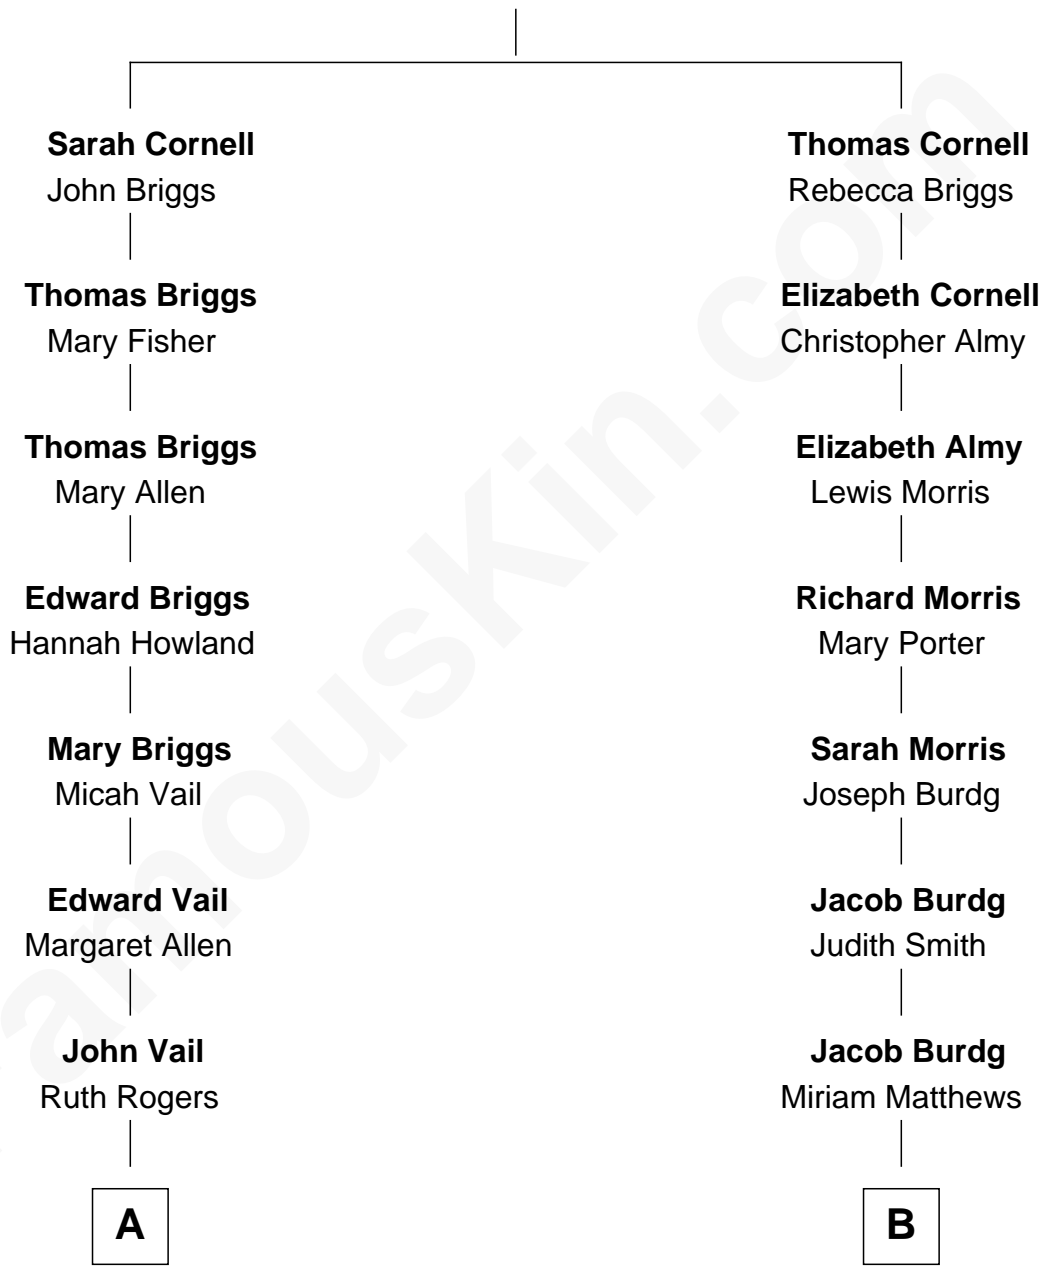 Sarah Cornell
John Briggs
Thomas Briggs
Mary Fisher
Thomas Briggs
Mary Allen
Edward Briggs
Hannah Howland
Mary Briggs
Micah Vail
Edward Vail
Margaret Allen
John Vail
Ruth Rogers
A
Thomas Cornell
Rebecca Briggs
Elizabeth Cornell
Christopher Almy
Elizabeth Almy
Lewis Morris
Richard Morris
Mary Porter
Sarah Morris
Joseph Burdg
Jacob Burdg
Judith Smith
Jacob Burdg
Miriam Matthews
B
amousKin.com